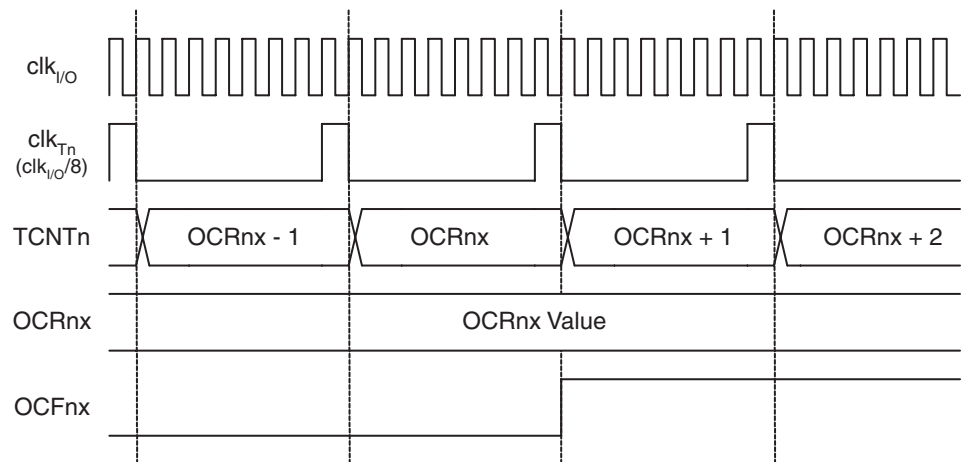 clkI/O
clkTn
(clkI/O/8)
TCNTn
OCRnx - 1
OCRnx
OCRnx + 1
OCRnx + 2
OCRnx
OCRnx Value
OCFnx